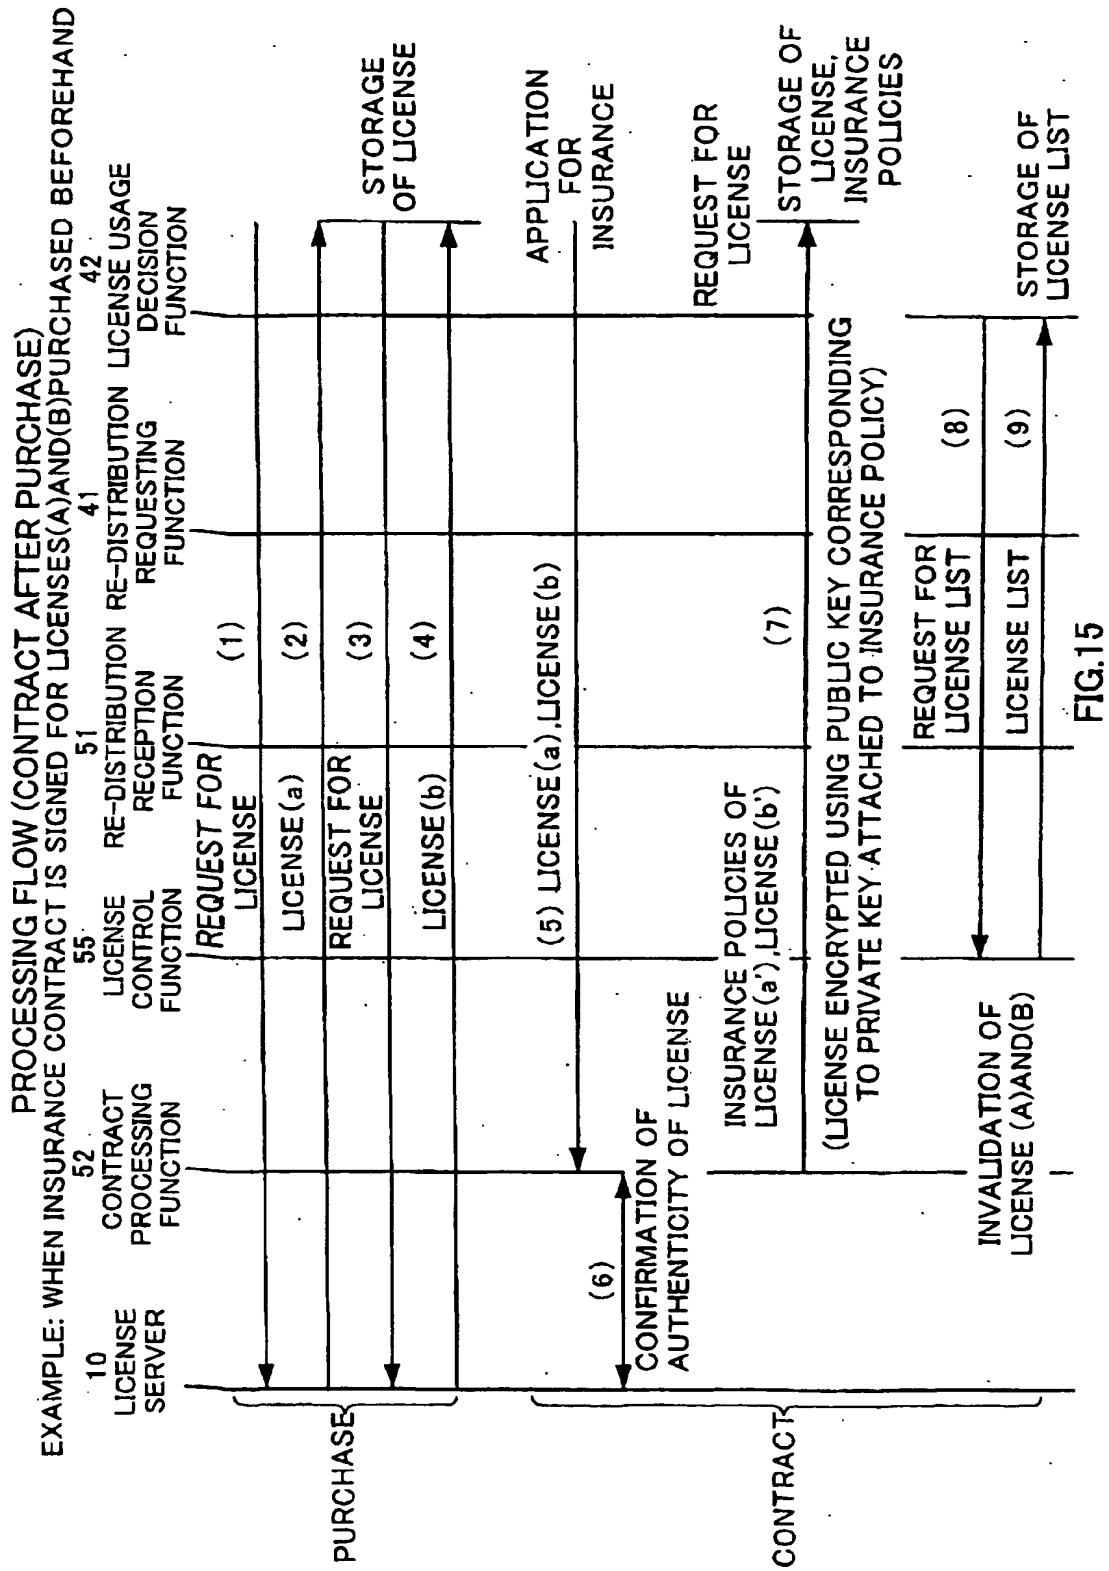 PROCESSING FLOW (CONTRACT AFTER PURCHASE)
EXAMPLE: WHEN INSURANCE CONTRACT IS SIGNED FOR LICENSES(A)AND(B)PURCHASED BEFOREHAND
10
LICENSE
SERVER
52
CONTRACT
PROCESSING
FUNCTION
55
LICENSE
CONTROL
FUNCTION
51
RE-DISTRIBUTION
RECEPTION
FUNCTION
41
RE-DISTRIBUTION
REQUESTING
FUNCTION
42
LICENSE USAGE
DECISION
FUNCTION
PURCHASE
REQUEST FOR
LICENSE
(1)
LICENSE(a)
(2)
REQUEST FOR
LICENSE
(3)
LICENSE(b)
(4)
STORAGE
OF LICENSE
CONTRACT
(5) LICENSE(a),LICENSE(b)
APPLICATION
FOR
INSURANCE
(6)
CONFIRMATION OF
AUTHENTICITY OF LICENSE
REQUEST FOR
LICENSE
INSURANCE POLICIES OF
LICENSE(a'),LICENSE(b')
(7)
STORAGE OF
LICENSE,
INSURANCE
POLICIES
(LICENSE ENCRYPTED USING PUBLIC KEY CORRESPONDING
TO PRIVATE KEY ATTACHED TO INSURANCE POLICY)
REQUEST FOR
LICENSE LIST
(8)
INVALIDATION OF
LICENSE (A)AND(B)
LICENSE LIST
(9)
STORAGE OF
LICENSE LIST
FIG.15